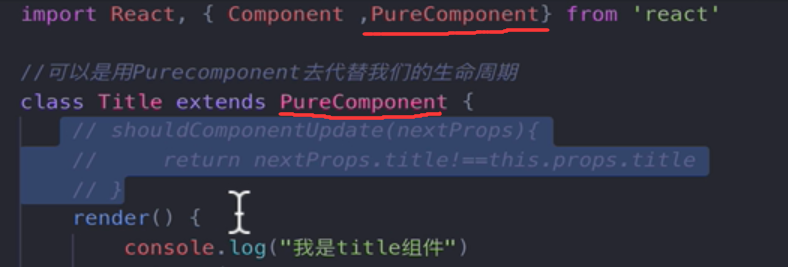 import React, { Component ,PureComponent} from 'react'
//可以是用Purecomponent去代替我们的生命周期
class Title extends PureComponent {
// shouldComponentUpdate(nextProps){
//     return nextProps.title!==this.props.title
// }
render() {
console.log("我是title组件")